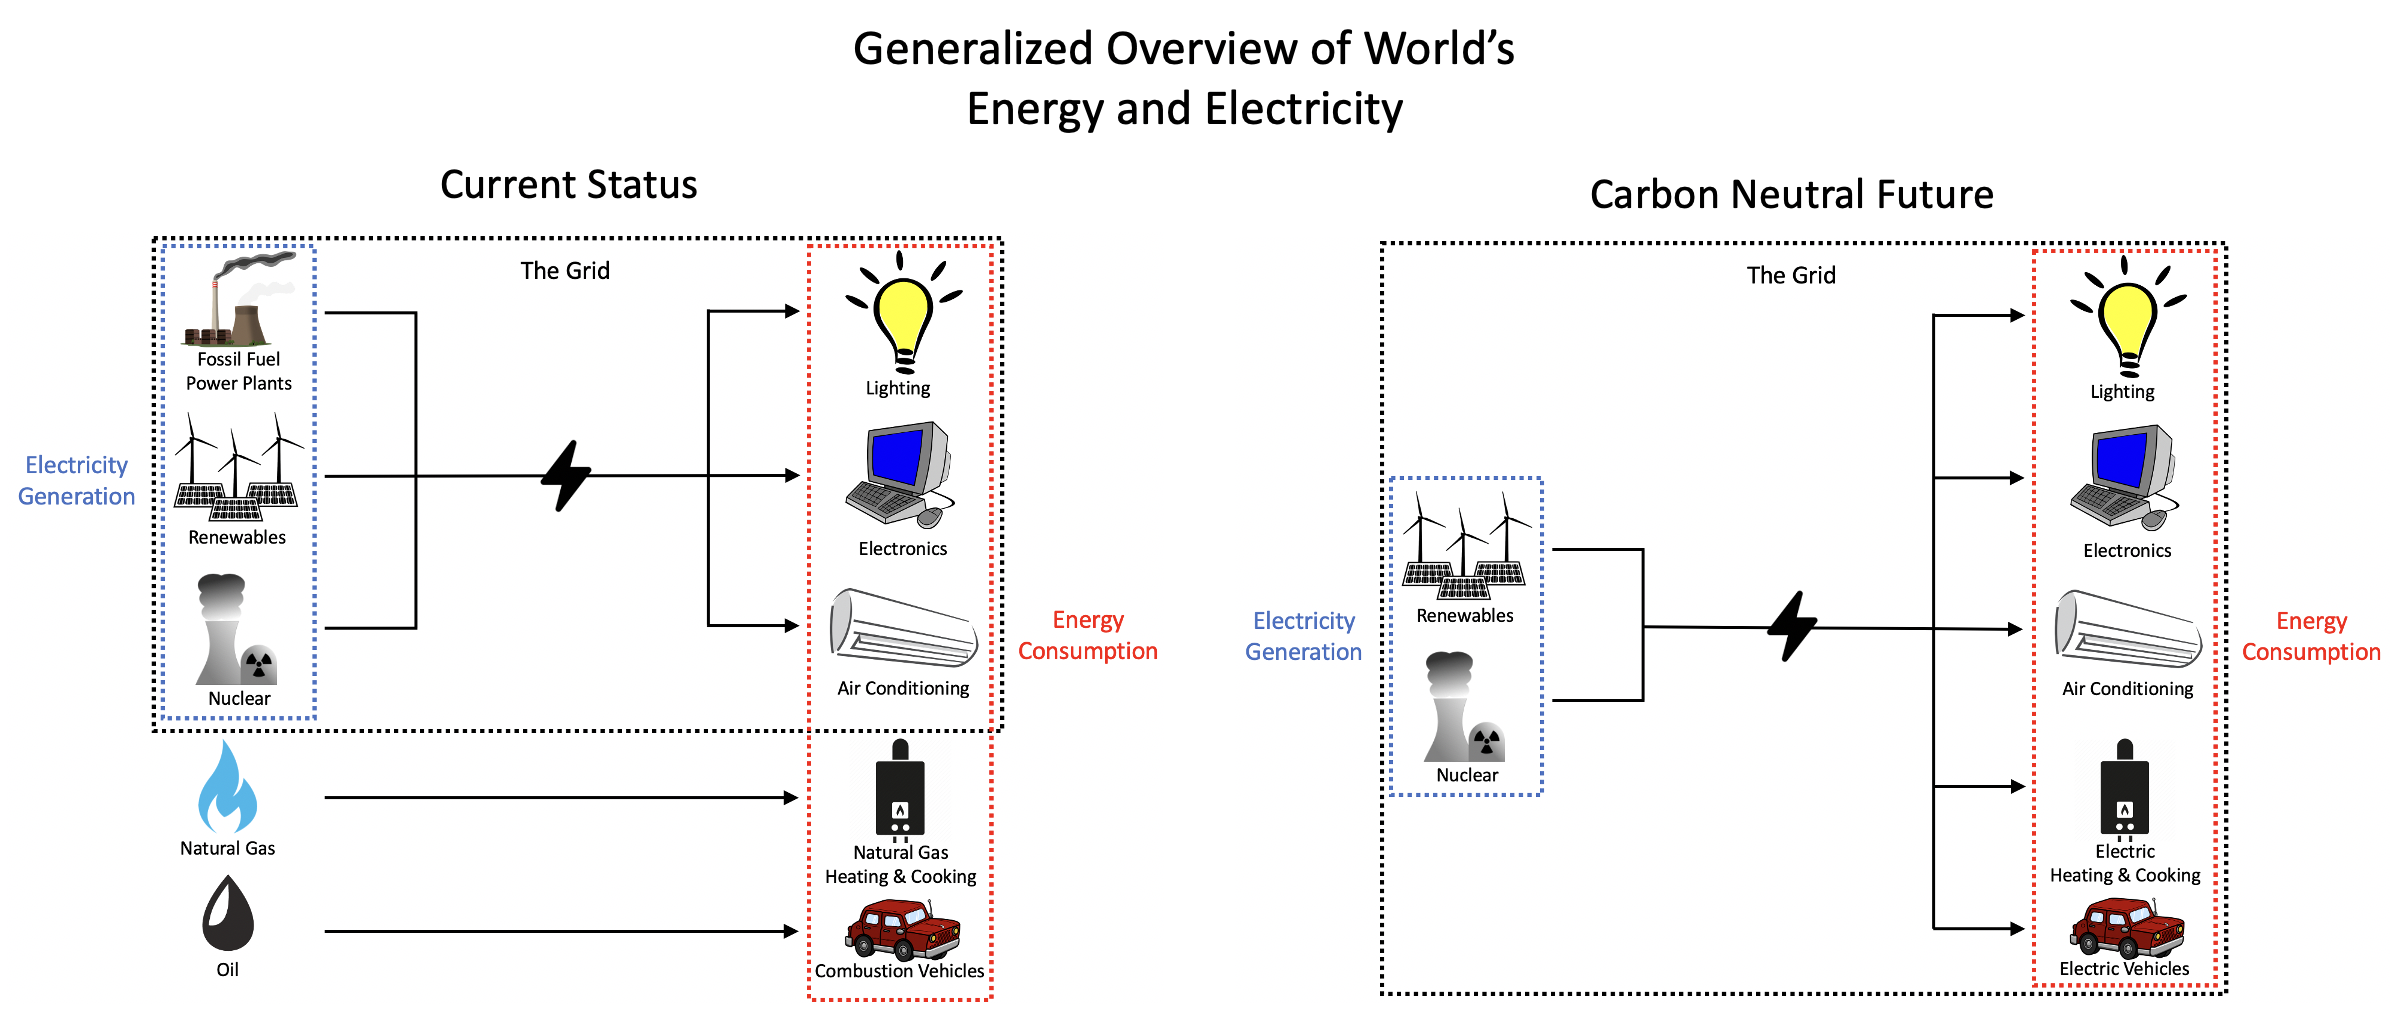 Generalized Overview of World’s
Energy and Electricity
Current Status
The Grid
Electricity
Generation
Fossil Fuel
Power Plants
Renewables
Nuclear
Natural Gas
Oil
Lighting
Electronics
Air Conditioning
Natural Gas
Heating & Cooking
Combustion Vehicles
Energy
Consumption
Carbon Neutral Future
The Grid
Electricity
Generation
Renewables
Nuclear
Lighting
Electronics
Air Conditioning
Electric
Heating & Cooking
Electric Vehicles
Energy
Consumption